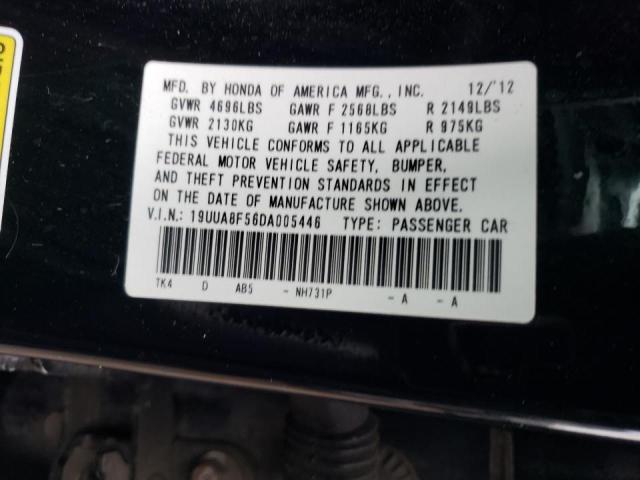 MFD. BY HONDA OF AMERICA MFG., INC. 12/'12
GVWR 4696LBS GAWR F 2568LBS R 2149LBS
GVWR 2130KG GAWR F 1165KG R 975KG
THIS VEHICLE CONFORMS TO ALL APPLICABLE
FEDERAL MOTOR VEHICLE SAFETY, BUMPER,
AND THEFT PREVENTION STANDARDS IN EFFECT
ON THE DATE OF MANUFACTURE SHOWN ABOVE.
V.I.N.: 19UUA8F56DA005446 TYPE: PASSENGER CAR
TK4 D AB5 - NH731P - A - A